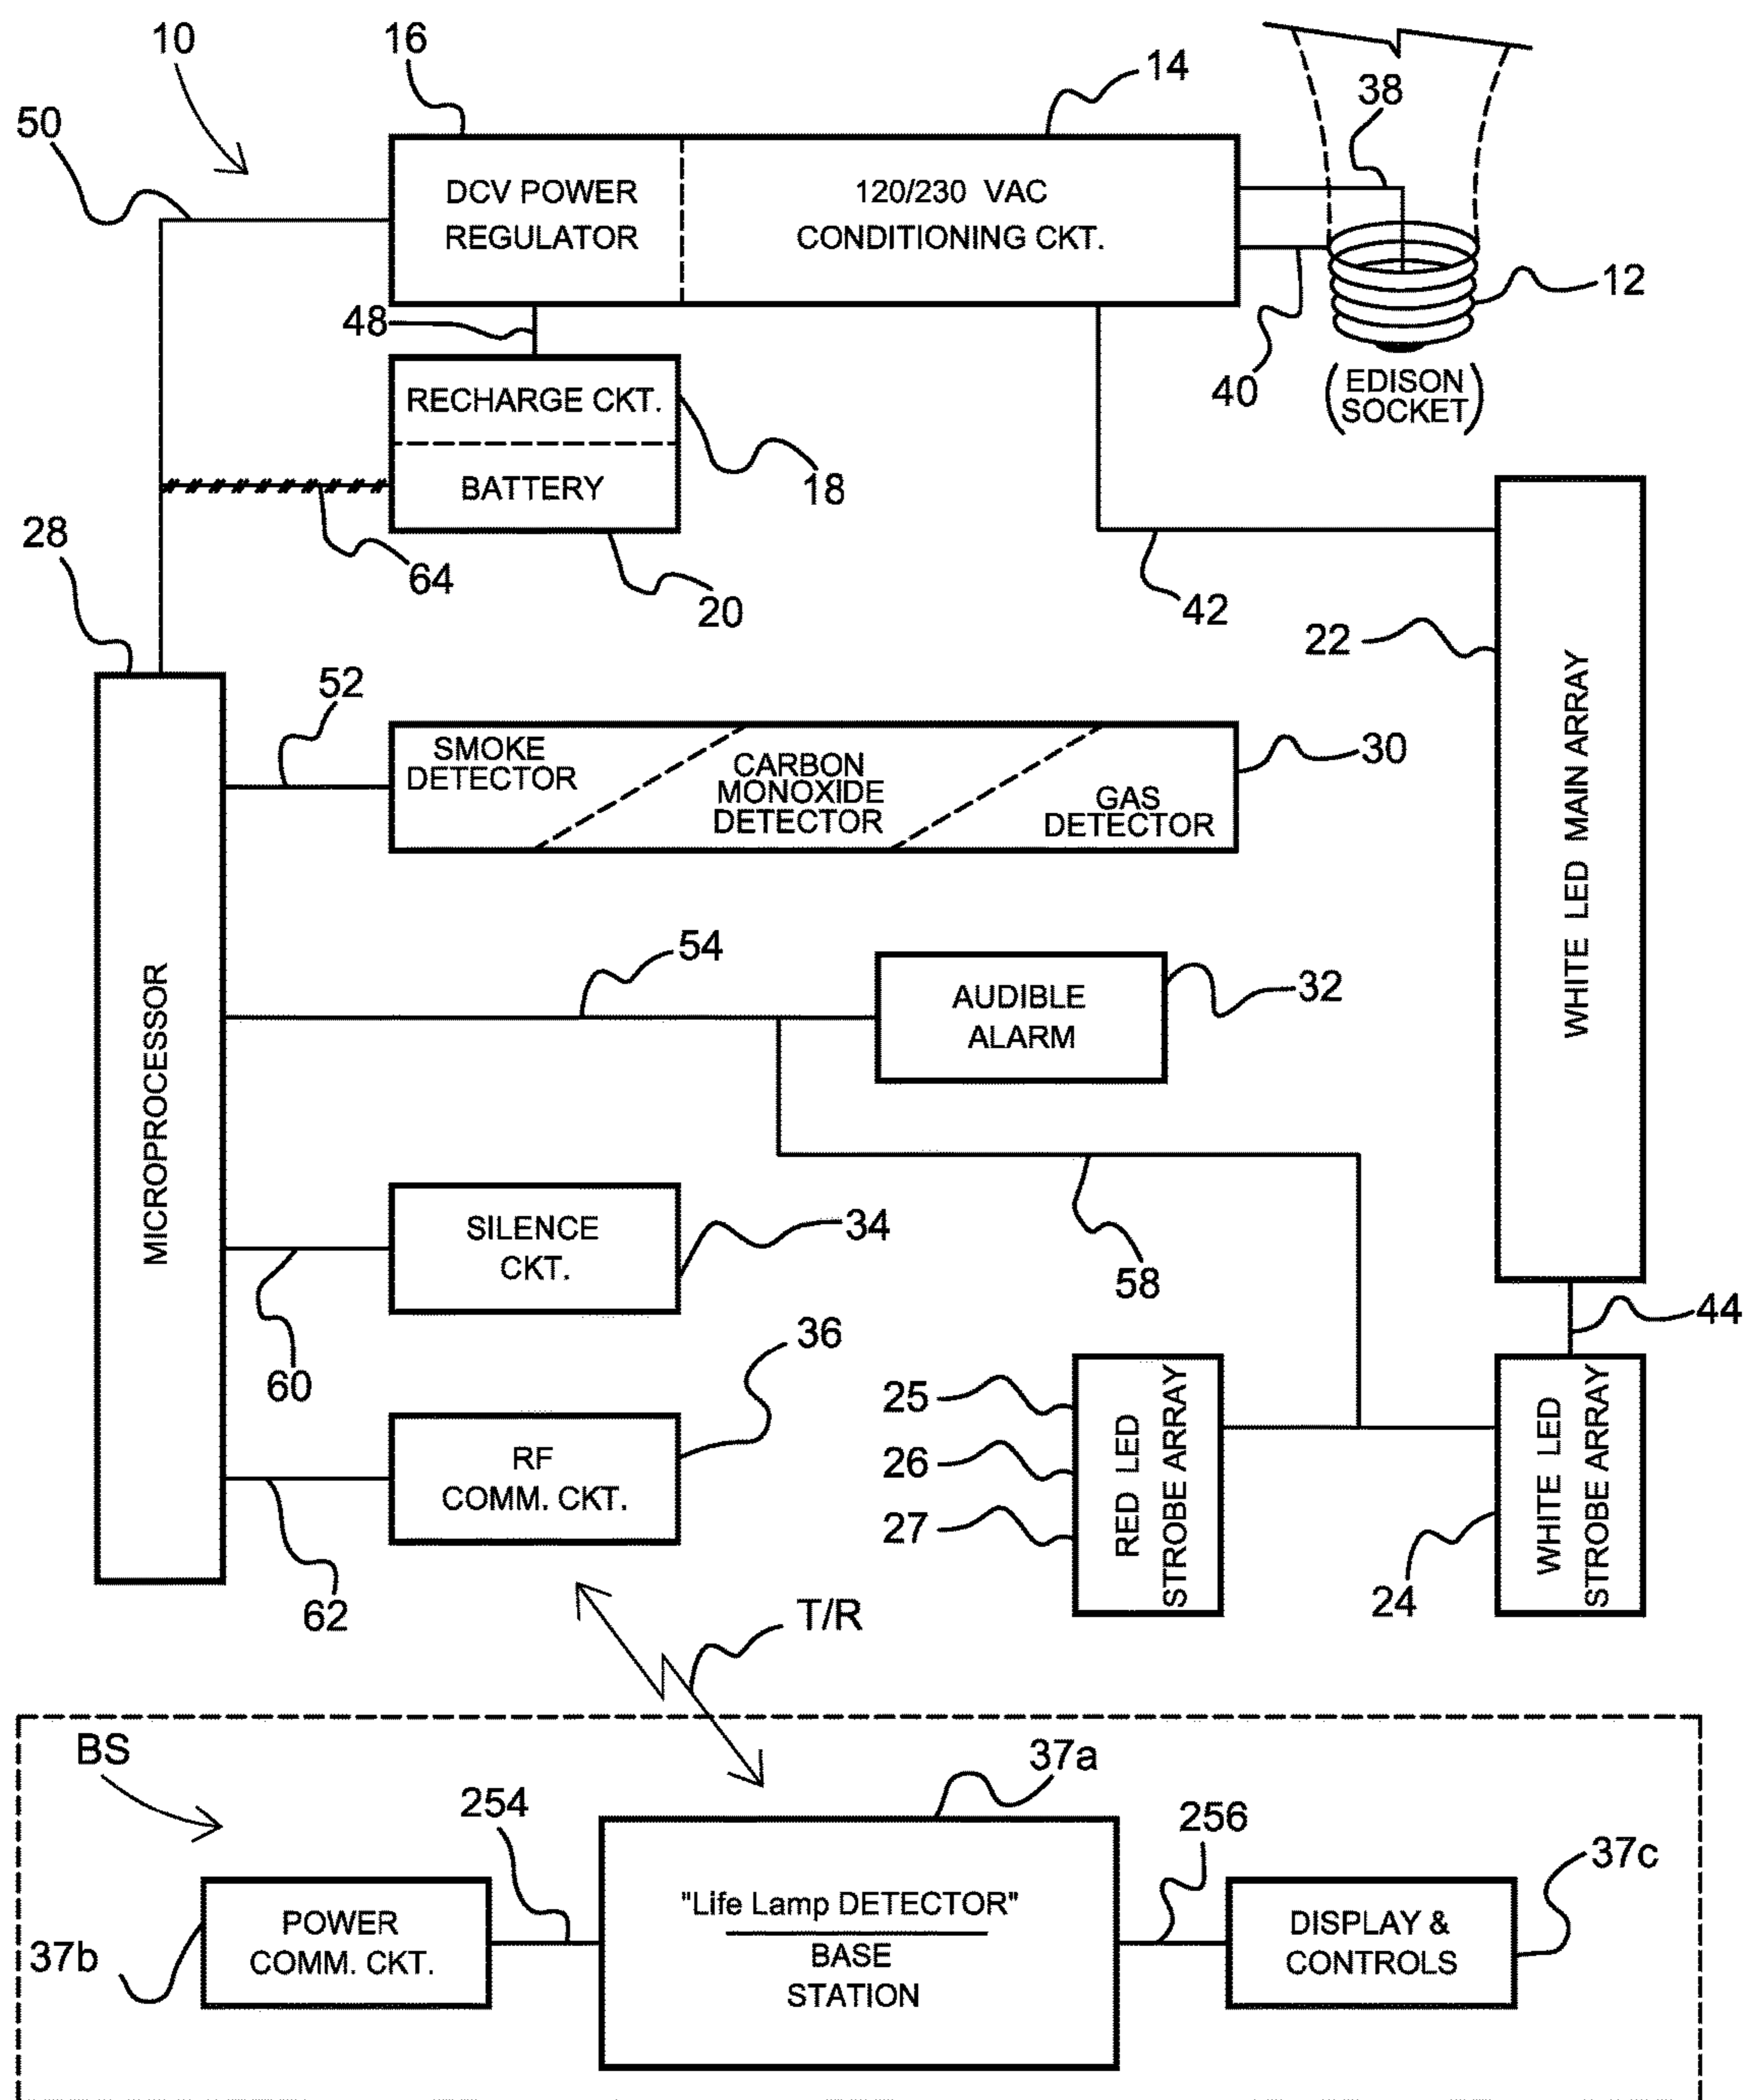 10
16
14
38
50
DCV POWER
REGULATOR
120/230 VAC
CONDITIONING CKT.
12
48
40
(EDISON
SOCKET)
RECHARGE CKT.
BATTERY
18
28
64
20
42
22
WHITE LED MAIN ARRAY
52
SMOKE
DETECTOR
CARBON
MONOXIDE
DETECTOR
GAS
DETECTOR
30
MICROPROCESSOR
54
AUDIBLE
ALARM
32
SILENCE
CKT.
34
58
44
60
36
RF
COMM. CKT.
25
26
27
RED LED
STROBE ARRAY
WHITE LED
STROBE ARRAY
24
62
T/R
BS
37a
254
256
37c
"Life Lamp DETECTOR"
BASE
STATION
POWER
COMM. CKT.
DISPLAY &
CONTROLS
37b